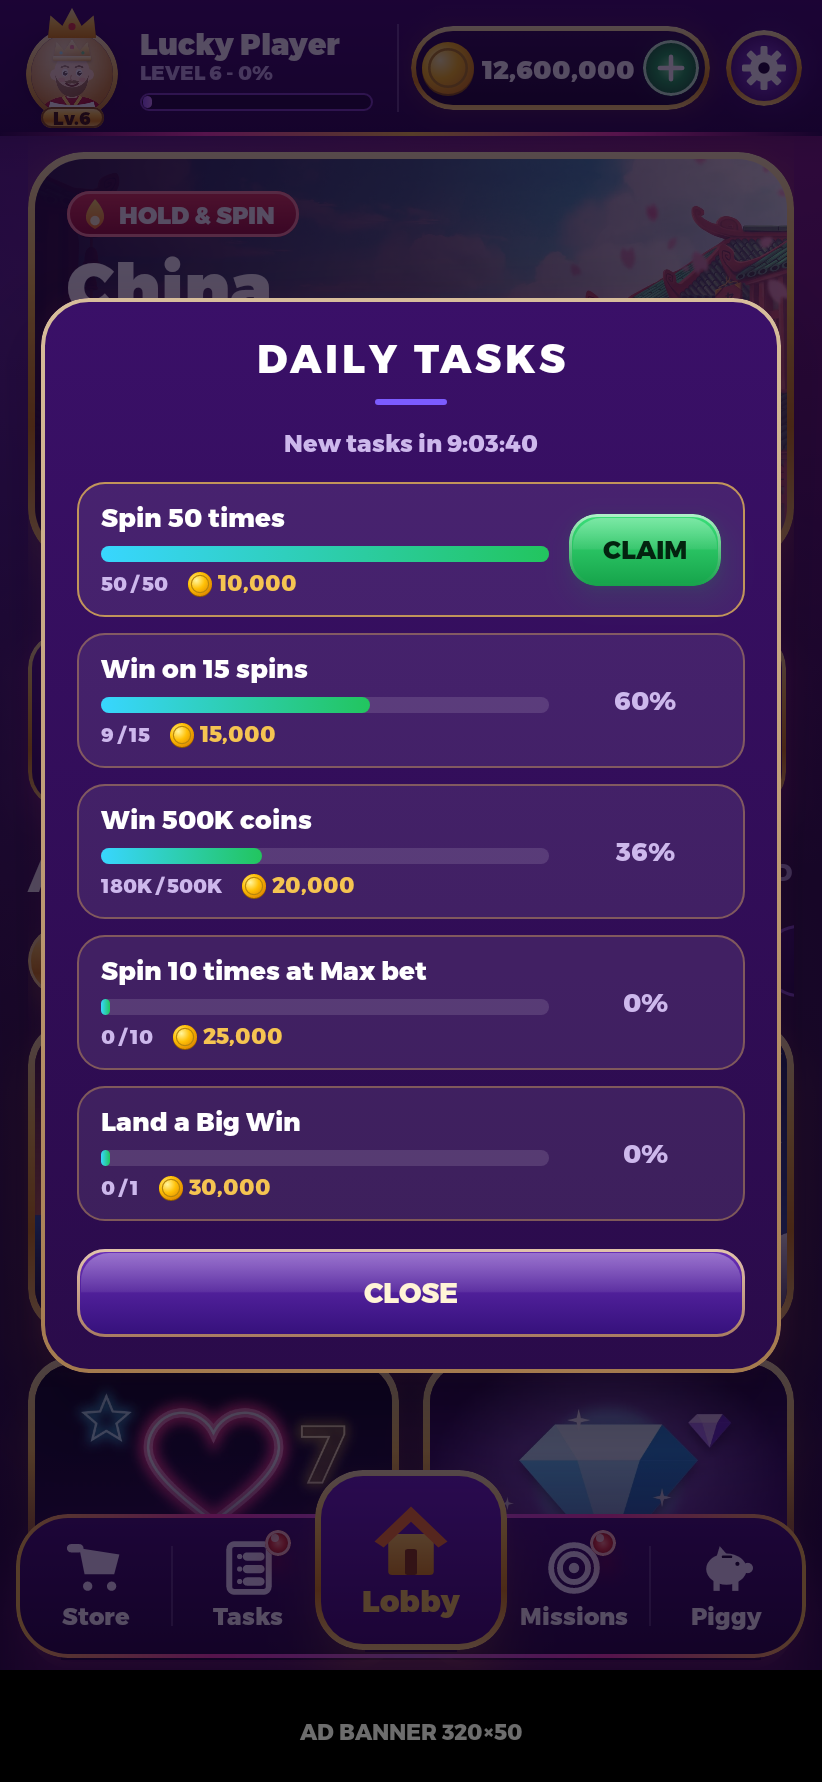 Lucky Player
LEVEL 6 - 0%
Lv.6
12,600,000
HOLD & SPIN
China
DAILY TASKS
New tasks in 9:03:40
Spin 50 times
50/50 10,000
CLAIM
Win on 15 spins
9/15 15,000
60%
Win 500K coins
180K/500K 20,000
36%
Spin 10 times at Max bet
0/10 25,000
0%
Land a Big Win
0/1 30,000
0%
CLOSE
7
Store
Tasks
Lobby
Missions
Piggy
AD BANNER 320×50